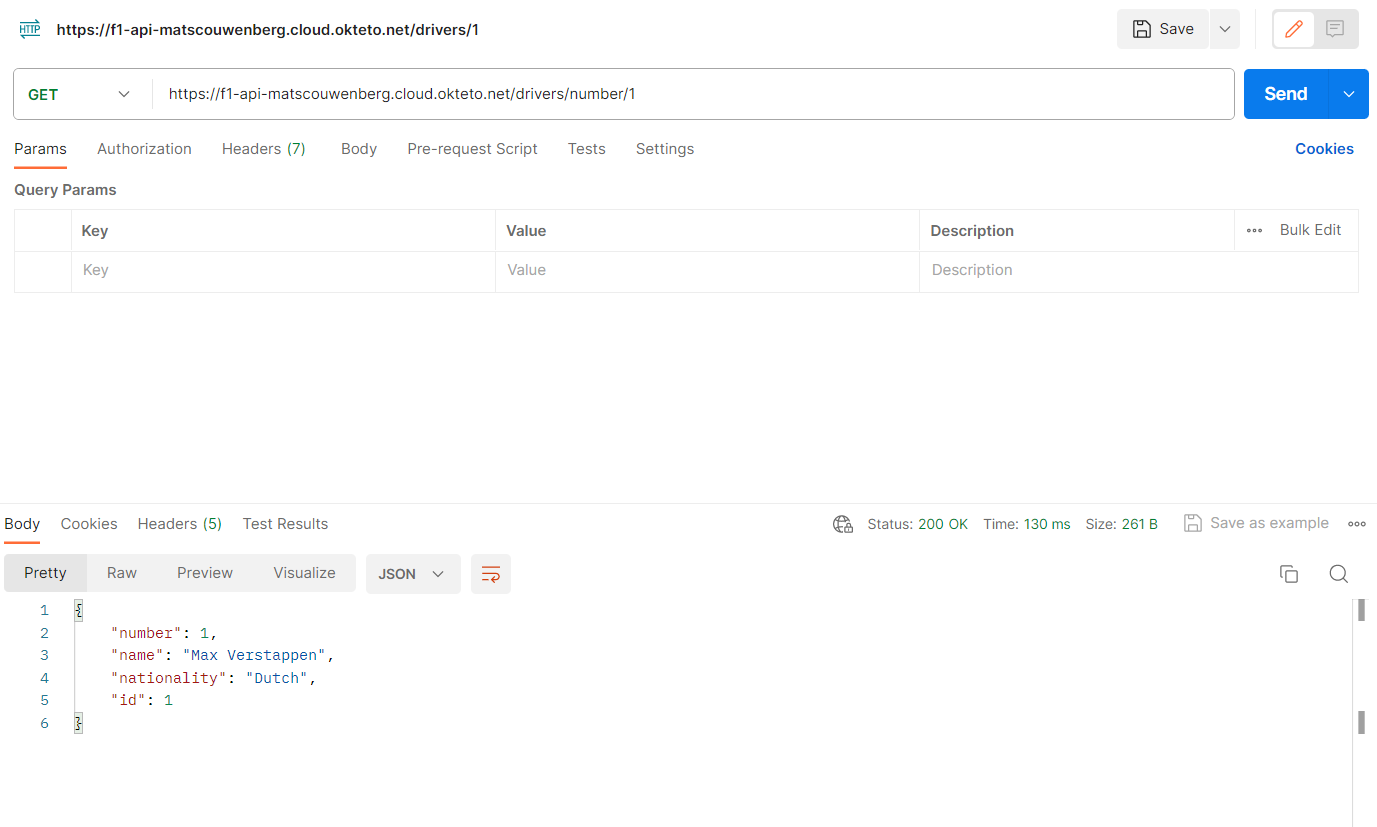 HTTP https://f1-api-matscouwenberg.cloud.okteto.net/drivers/1 Save
GET https://f1-api-matscouwenberg.cloud.okteto.net/drivers/number/1 Send
Params Authorization Headers (7) Body Pre-request Script Tests Settings Cookies
Query Params
Key Value Description Bulk Edit
Key Value Description
Body Cookies Headers (5) Test Results Status: 200 OK Time: 130 ms Size: 261 B Save as example
Pretty Raw Preview Visualize JSON
1 {
2 "number": 1,
3 "name": "Max Verstappen",
4 "nationality": "Dutch",
5 "id": 1
6 }